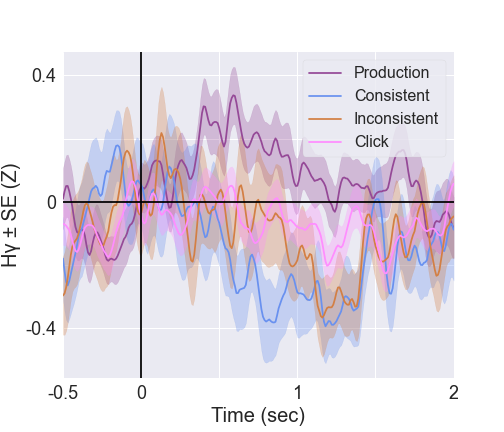 Production
Consistent
Inconsistent
Click
0.4
0
-0.4
Hγ ± SE (Z)
-0.5
0
1
2
Time (sec)